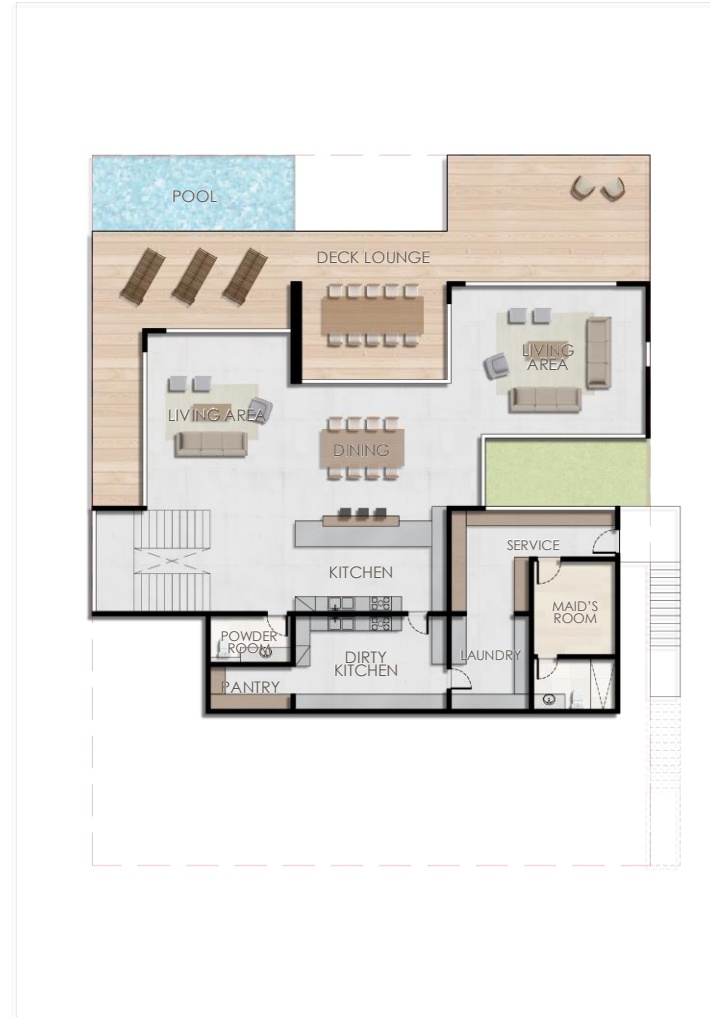 POOL
DECK LOUNGE
LIVING
AREA
LIVING AREA
DINING
SERVICE
KITCHEN
MAID'S
ROOM
POWDER
ROOM
DIRTY
KITCHEN
LAUNDRY
PANTRY